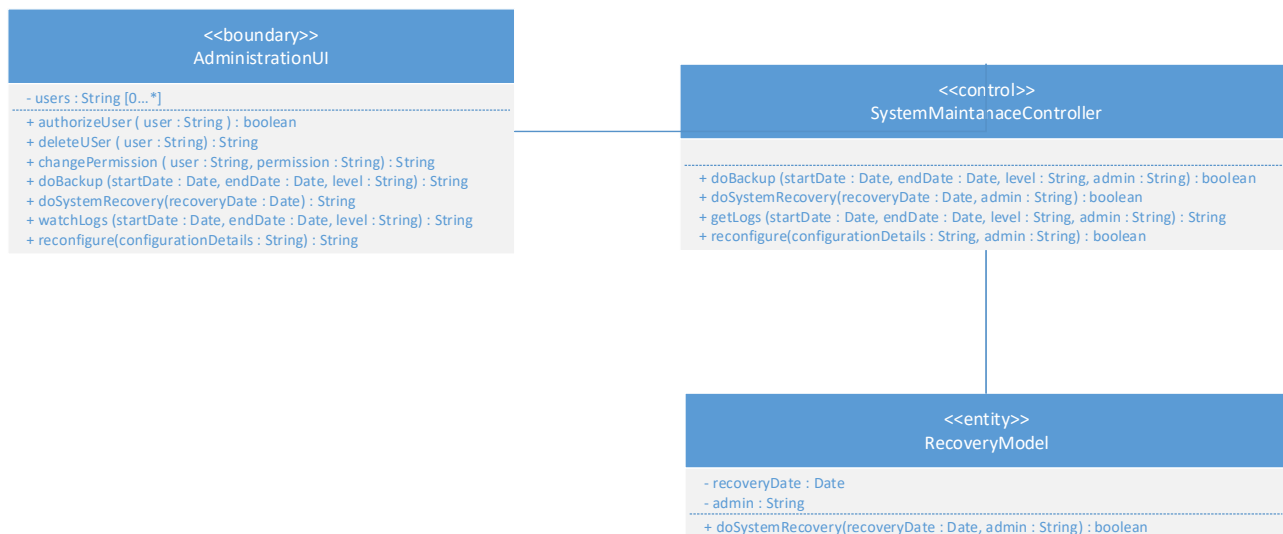 <<boundary>>
AdministrationUI
- users : String [0...*]
+ authorizeUser ( user : String ) : boolean
+ deleteUSer ( user : String) : String
+ changePermission ( user : String, permission : String) : String
+ doBackup (startDate : Date, endDate : Date, level : String) : String
+ doSystemRecovery(recoveryDate : Date) : String
+ watchLogs (startDate : Date, endDate : Date, level : String) : String
+ reconfigure(configurationDetails : String) : String
<<control>>
SystemMaintanaceController
+ doBackup (startDate : Date, endDate : Date, level : String, admin : String) : boolean
+ doSystemRecovery(recoveryDate : Date, admin : String) : boolean
+ getLogs (startDate : Date, endDate : Date, level : String, admin : String) : String
+ reconfigure(configurationDetails : String, admin : String) : boolean
<<entity>>
RecoveryModel
- recoveryDate : Date
- admin : String
+ doSystemRecovery(recoveryDate : Date, admin : String) : boolean